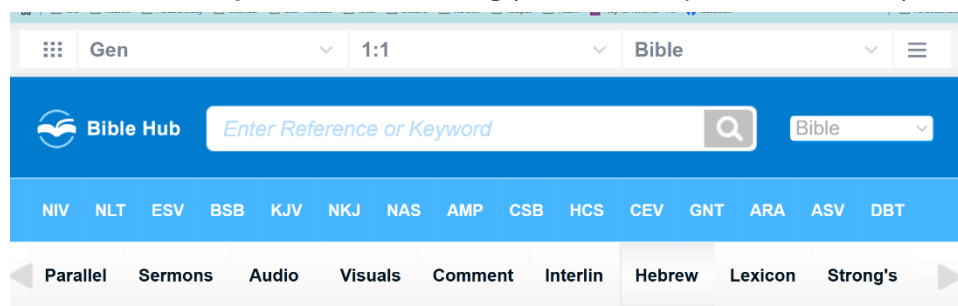 Gen 1:1 Bible
Bible Hub Enter Reference or Keyword Bible
NIV NLT ESV BSB KJV NKJ NAS AMP CSB HCS CEV GNT ARA ASV DBT
Parallel Sermons Audio Visuals Comment Interlin Hebrew Lexicon Strong's